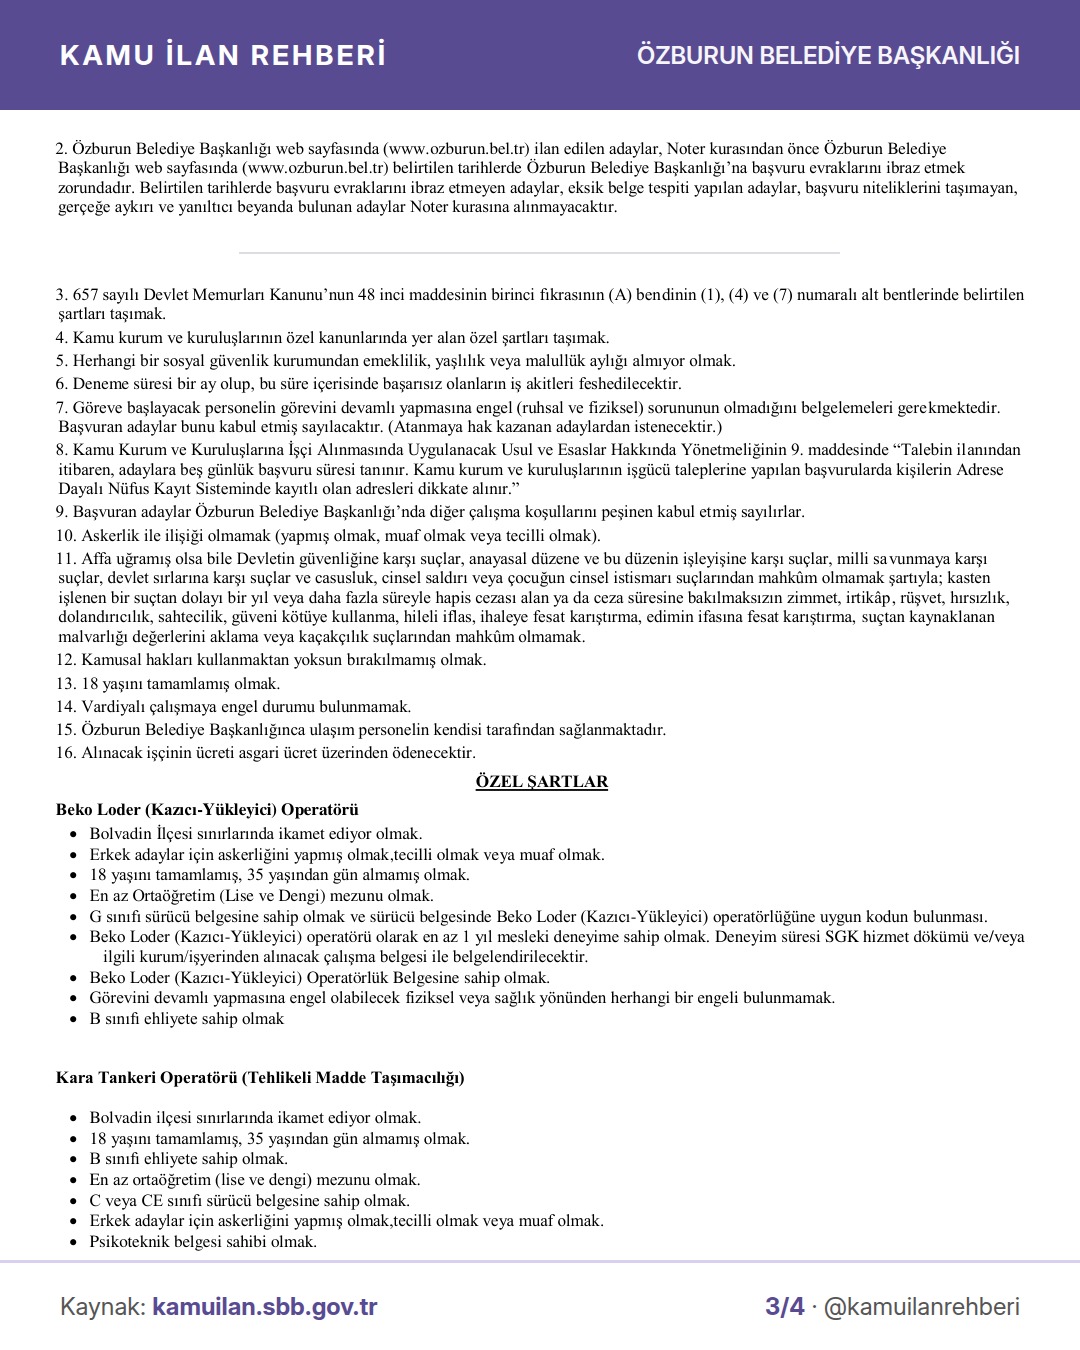 KAMU İLAN REHBERİ
ÖZBURUN BELEDİYE BAŞKANLIĞI
2. Özburun Belediye Başkanlığı web sayfasında (www.ozburun.bel.tr) ilan edilen adaylar, Noter kurasından önce Özburun Belediye
Başkanlığı web sayfasında (www.ozburun.bel.tr) belirtilen tarihlerde Özburun Belediye Başkanlığı’na başvuru evraklarını ibraz etmek
zorundadır. Belirtilen tarihlerde başvuru evraklarını ibraz etmeyen adaylar, eksik belge tespiti yapılan adaylar, başvuru niteliklerini taşımayan,
gerçeğe aykırı ve yanıltıcı beyanda bulunan adaylar Noter kurasına alınmayacaktır.
3. 657 sayılı Devlet Memurları Kanunu’nun 48 inci maddesinin birinci fıkrasının (A) bendinin (1), (4) ve (7) numaralı alt bentlerinde belirtilen
şartları taşımak.
4. Kamu kurum ve kuruluşlarının özel kanunlarında yer alan özel şartları taşımak.
5. Herhangi bir sosyal güvenlik kurumundan emeklilik, yaşlılık veya malullük aylığı almıyor olmak.
6. Deneme süresi bir ay olup, bu süre içerisinde başarısız olanların iş akitleri feshedilecektir.
7. Göreve başlayacak personelin görevini devamlı yapmasına engel (ruhsal ve fiziksel) sorununun olmadığını belgelemeleri gerekmektedir.
Başvuran adaylar bunu kabul etmiş sayılacaktır. (Atanmaya hak kazanan adaylardan istenecektir.)
8. Kamu Kurum ve Kuruluşlarına İşçi Alınmasında Uygulanacak Usul ve Esaslar Hakkında Yönetmeliğinin 9. maddesinde “Talebin ilanından
itibaren, adaylara beş günlük başvuru süresi tanınır. Kamu kurum ve kuruluşlarının işgücü taleplerine yapılan başvurularda kişilerin Adrese
Dayalı Nüfus Kayıt Sisteminde kayıtlı olan adresleri dikkate alınır.”
9. Başvuran adaylar Özburun Belediye Başkanlığı’nda diğer çalışma koşullarını peşinen kabul etmiş sayılırlar.
10. Askerlik ile ilişiği olmamak (yapmış olmak, muaf olmak veya tecilli olmak).
11. Affa uğramış olsa bile Devletin güvenliğine karşı suçlar, anayasal düzene ve bu düzenin işleyişine karşı suçlar, milli savunmaya karşı
suçlar, devlet sırlarına karşı suçlar ve casusluk, cinsel saldırı veya çocuğun cinsel istismarı suçlarından mahkûm olmamak şartıyla; kasten
işlenen bir suçtan dolayı bir yıl veya daha fazla süreyle hapis cezası alan ya da ceza süresine bakılmaksızın zimmet, irtikâp, rüşvet, hırsızlık,
dolandırıcılık, sahtecilik, güveni kötüye kullanma, hileli iflas, ihaleye fesat karıştırma, edimin ifasına fesat karıştırma, suçtan kaynaklanan
malvarlığı değerlerini aklama veya kaçakçılık suçlarından mahkûm olmamak.
12. Kamusal hakları kullanmaktan yoksun bırakılmamış olmak.
13. 18 yaşını tamamlamış olmak.
14. Vardiyalı çalışmaya engel durumu bulunmamak.
15. Özburun Belediye Başkanlığınca ulaşım personelin kendisi tarafından sağlanmaktadır.
16. Alınacak işçinin ücreti asgari ücret üzerinden ödenecektir.
ÖZEL ŞARTLAR
Beko Loder (Kazıcı-Yükleyici) Operatörü
• Bolvadin İlçesi sınırlarında ikamet ediyor olmak.
• Erkek adaylar için askerliğini yapmış olmak,tecilli olmak veya muaf olmak.
• 18 yaşını tamamlamış, 35 yaşından gün almamış olmak.
• En az Ortaöğretim (Lise ve Dengi) mezunu olmak.
• G sınıfı sürücü belgesine sahip olmak ve sürücü belgesinde Beko Loder (Kazıcı-Yükleyici) operatörlüğüne uygun kodun bulunması.
• Beko Loder (Kazıcı-Yükleyici) operatörü olarak en az 1 yıl mesleki deneyime sahip olmak. Deneyim süresi SGK hizmet dökümü ve/veya
ilgili kurum/işyerinden alınacak çalışma belgesi ile belgelendirilecektir.
• Beko Loder (Kazıcı-Yükleyici) Operatörlük Belgesine sahip olmak.
• Görevini devamlı yapmasına engel olabilecek fiziksel veya sağlık yönünden herhangi bir engeli bulunmamak.
• B sınıfı ehliyete sahip olmak
Kara Tankeri Operatörü (Tehlikeli Madde Taşımacılığı)
• Bolvadin ilçesi sınırlarında ikamet ediyor olmak.
• 18 yaşını tamamlamış, 35 yaşından gün almamış olmak.
• B sınıfı ehliyete sahip olmak.
• En az ortaöğretim (lise ve dengi) mezunu olmak.
• C veya CE sınıfı sürücü belgesine sahip olmak.
• Erkek adaylar için askerliğini yapmış olmak,tecilli olmak veya muaf olmak.
• Psikoteknik belgesi sahibi olmak.
Kaynak: kamuilan.sbb.gov.tr
3/4 · @kamuilanrehberi